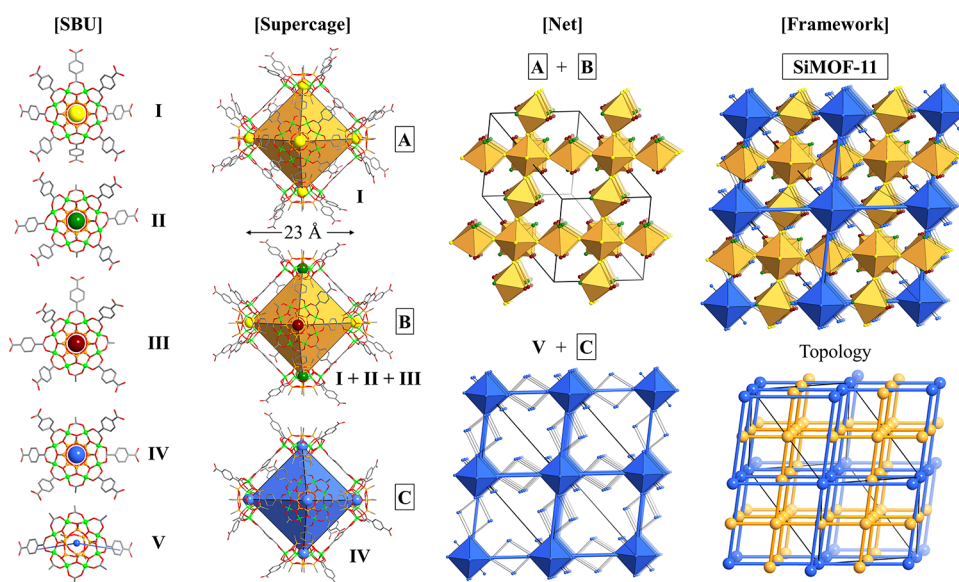 [SBU]
[Supercage]
[Net]
[Framework]
I
II
III
IV
V
A
I
23 Å
B
I + II + III
C
IV
A + B
V + C
SiMOF-11
Topology